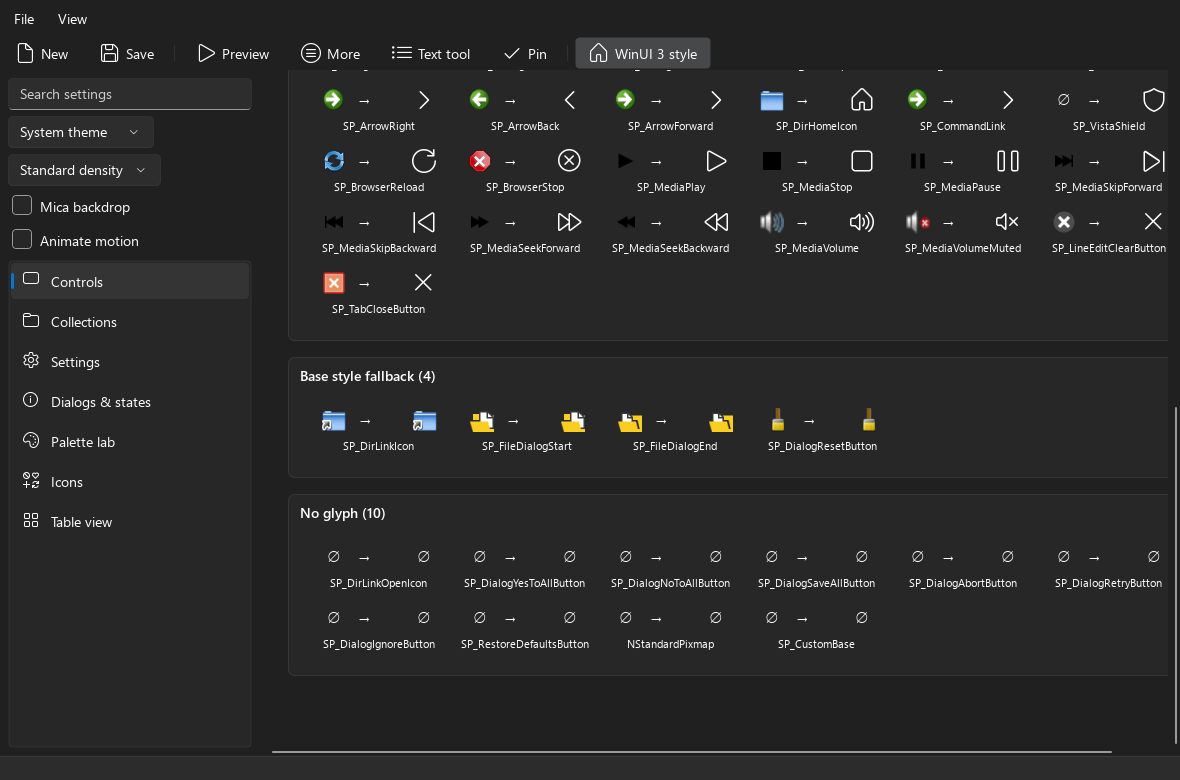 File View
New Save Preview More Text tool Pin WinUI 3 style
Search settings
System theme
Standard density
Mica backdrop
Animate motion
Controls
Collections
Settings
Dialogs & states
Palette lab
Icons
Table view
SP_ArrowRight SP_ArrowBack SP_ArrowForward SP_DirHomeIcon SP_CommandLink SP_VistaShield
SP_BrowserReload SP_BrowserStop SP_MediaPlay SP_MediaStop SP_MediaPause SP_MediaSkipForward
SP_MediaSkipBackward SP_MediaSeekForward SP_MediaSeekBackward SP_MediaVolume SP_MediaVolumeMuted SP_LineEditClearButton
SP_TabCloseButton
Base style fallback (4)
SP_DirLinkIcon SP_FileDialogStart SP_FileDialogEnd SP_DialogResetButton
No glyph (10)
SP_DirLinkOpenIcon SP_DialogYesToAllButton SP_DialogNoToAllButton SP_DialogSaveAllButton SP_DialogAbortButton SP_DialogRetryButton
SP_DialogIgnoreButton SP_RestoreDefaultsButton NStandardPixmap SP_CustomBase